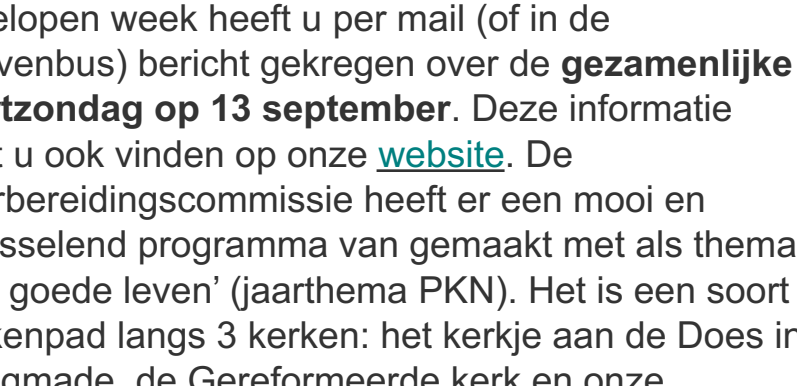 elopen week heeft u per mail (of in de
venbus) bericht gekregen over de gezamenlijke
tzondag op 13 september. Deze informatie
t u ook vinden op onze website. De
rbereidingscommissie heeft er een mooi en
sselend programma van gemaakt met als thema
goede leven’ (jaarthema PKN). Het is een soort
kenpad langs 3 kerken: het kerkje aan de Does in
gmade, de Gereformeerde kerk en onze